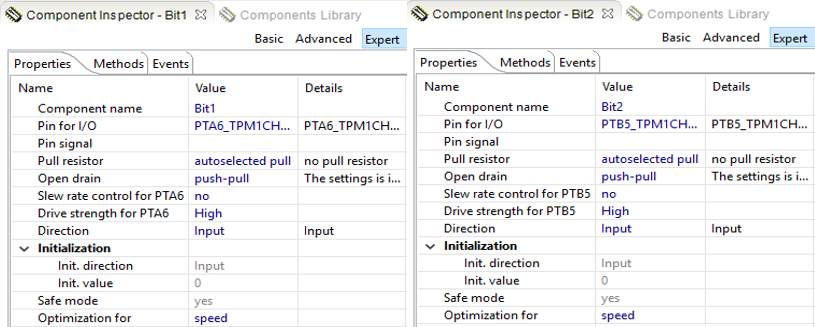 Component Inspector - Bit1 Components Library
Basic Advanced Expert
Properties Methods Events
Name Value Details
Component name Bit1
Pin for I/O PTA6_TPM1CH... PTA6_TPM1CH...
Pin signal
Pull resistor autoselected pull no pull resistor
Open drain push-pull The settings is i...
Slew rate control for PTA6 no
Drive strength for PTA6 High
Direction Input Input
Initialization
Init. direction Input
Init. value 0
Safe mode yes
Optimization for speed
Component Inspector - Bit2 Components Library
Basic Advanced Expert
Properties Methods Events
Name Value Details
Component name Bit2
Pin for I/O PTB5_TPM1CH... PTB5_TPM1CH...
Pin signal
Pull resistor autoselected pull no pull resistor
Open drain push-pull The settings is i...
Slew rate control for PTB5 no
Drive strength for PTB5 High
Direction Input Input
Initialization
Init. direction Input
Init. value 0
Safe mode yes
Optimization for speed